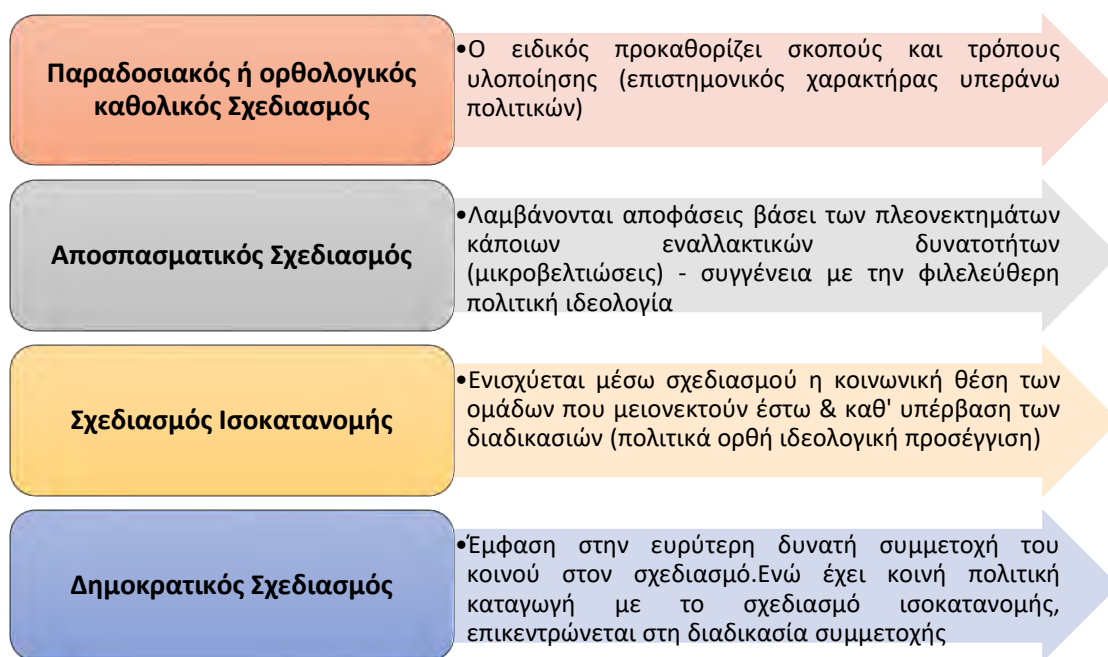 Παραδοσιακός ή ορθολογικός
καθολικός Σχεδιασμός
•Ο ειδικός προκαθορίζει σκοπούς και τρόπους
υλοποίησης (επιστημονικός χαρακτήρας υπεράνω
πολιτικών)
Αποσπασματικός Σχεδιασμός
•Λαμβάνονται αποφάσεις βάσει των πλεονεκτημάτων
κάποιων εναλλακτικών δυνατοτήτων
(μικροβελτιώσεις) - συγγένεια με την φιλελεύθερη
πολιτική ιδεολογία
Σχεδιασμός Ισοκατανομής
•Ενισχύεται μέσω σχεδιασμού η κοινωνική θέση των
ομάδων που μειονεκτούν έστω & καθ' υπέρβαση των
διαδικασιών (πολιτικά ορθή ιδεολογική προσέγγιση)
Δημοκρατικός Σχεδιασμός
•Έμφαση στην ευρύτερη δυνατή συμμετοχή του
κοινού στον σχεδιασμό.Ενώ έχει κοινή πολιτική
καταγωγή με το σχεδιασμό ισοκατανομής,
επικεντρώνεται στη διαδικασία συμμετοχής